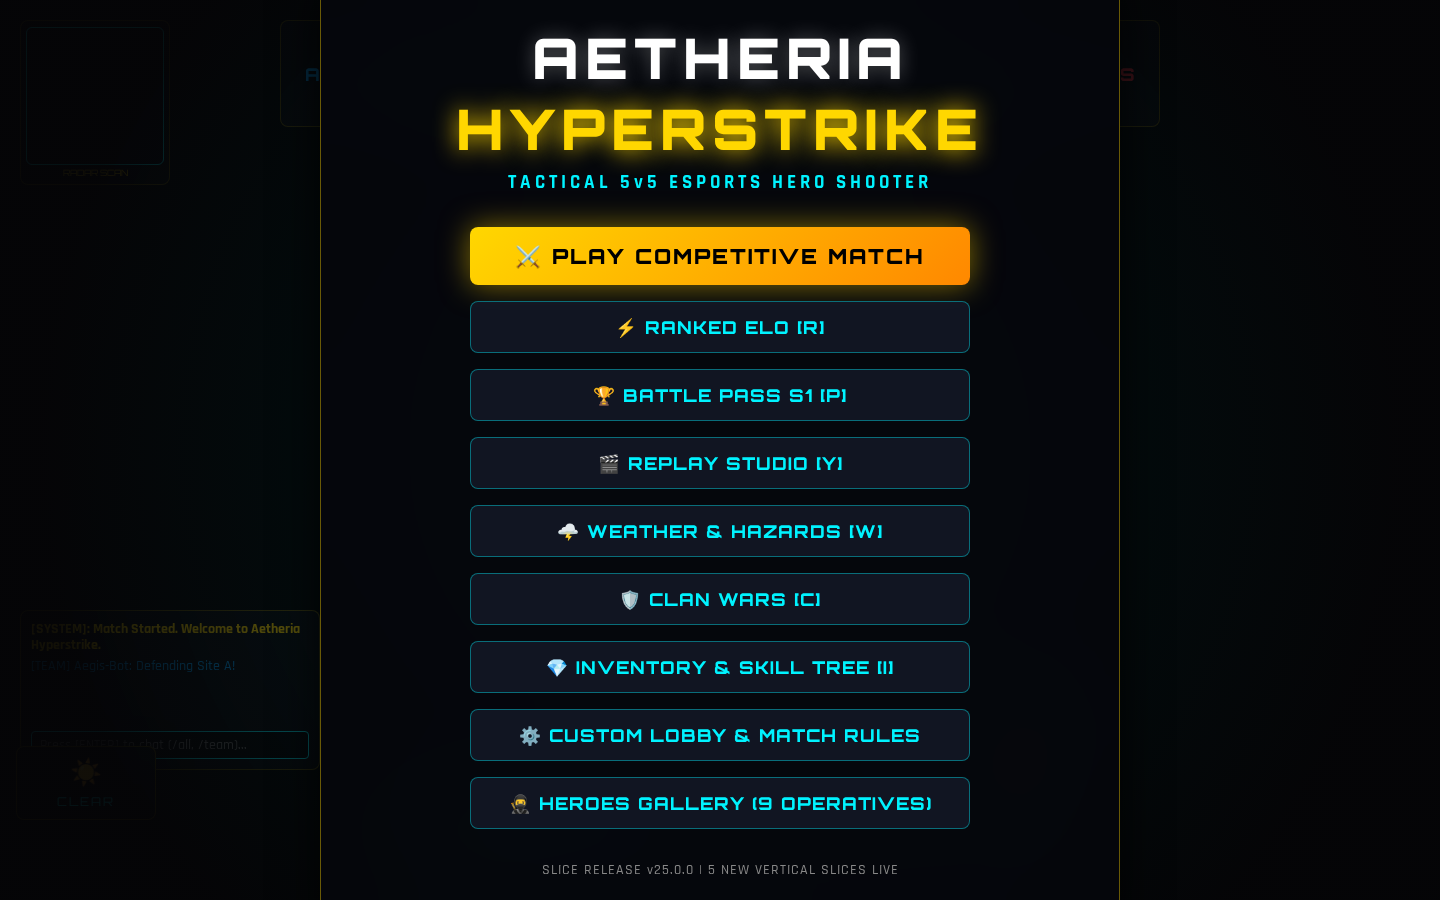 AETHERIA
HYPERSTRIKE
TACTICAL 5v5 ESPORTS HERO SHOOTER
⚔️ PLAY COMPETITIVE MATCH
⚡ RANKED ELO [R]
🏆 BATTLE PASS S1 [P]
🎬 REPLAY STUDIO [Y]
🌩️ WEATHER & HAZARDS [W]
🛡️ CLAN WARS [C]
💎 INVENTORY & SKILL TREE [I]
⚙️ CUSTOM LOBBY & MATCH RULES
🥷 HEROES GALLERY (9 OPERATIVES)
SLICE RELEASE v25.0.0 | 5 NEW VERTICAL SLICES LIVE
RADAR SCAN
[SYSTEM]: Match Started. Welcome to Aetheria
Hyperstrike.
[TEAM] Aegis-Bot: Defending Site A!
chat (/all, /team)...
CLEAR